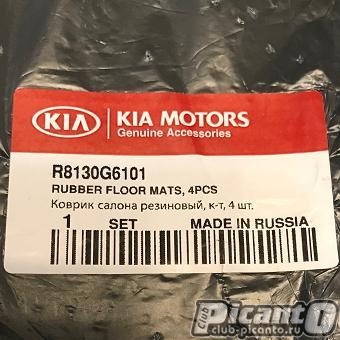 KIA
KIA MOTORS
Genuine Accessories
R8130G6101
RUBBER FLOOR MATS, 4PCS
Коврик салона резиновый, к-т, 4 шт.
1 SET MADE IN RUSSIA
Club
Picanto
club-picanto.ru